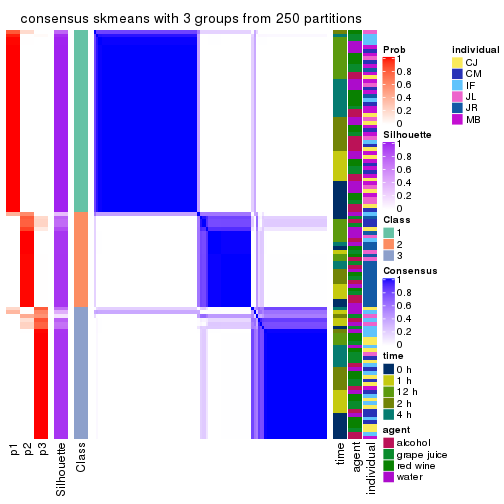 consensus skmeans with 3 groups from 250 partitions
Prob
1
0.8
0.6
0.4
0.2
0
Silhouette
1
0.8
0.6
0.4
0.2
0
Class
1
2
3
Consensus
1
0.8
0.6
0.4
0.2
0
time
0 h
1 h
12 h
2 h
4 h
agent
alcohol
grape juice
red wine
water
individual
CJ
CM
IF
JL
JR
MB
p1
p2
p3
Silhouette
Class
time
agent
individual